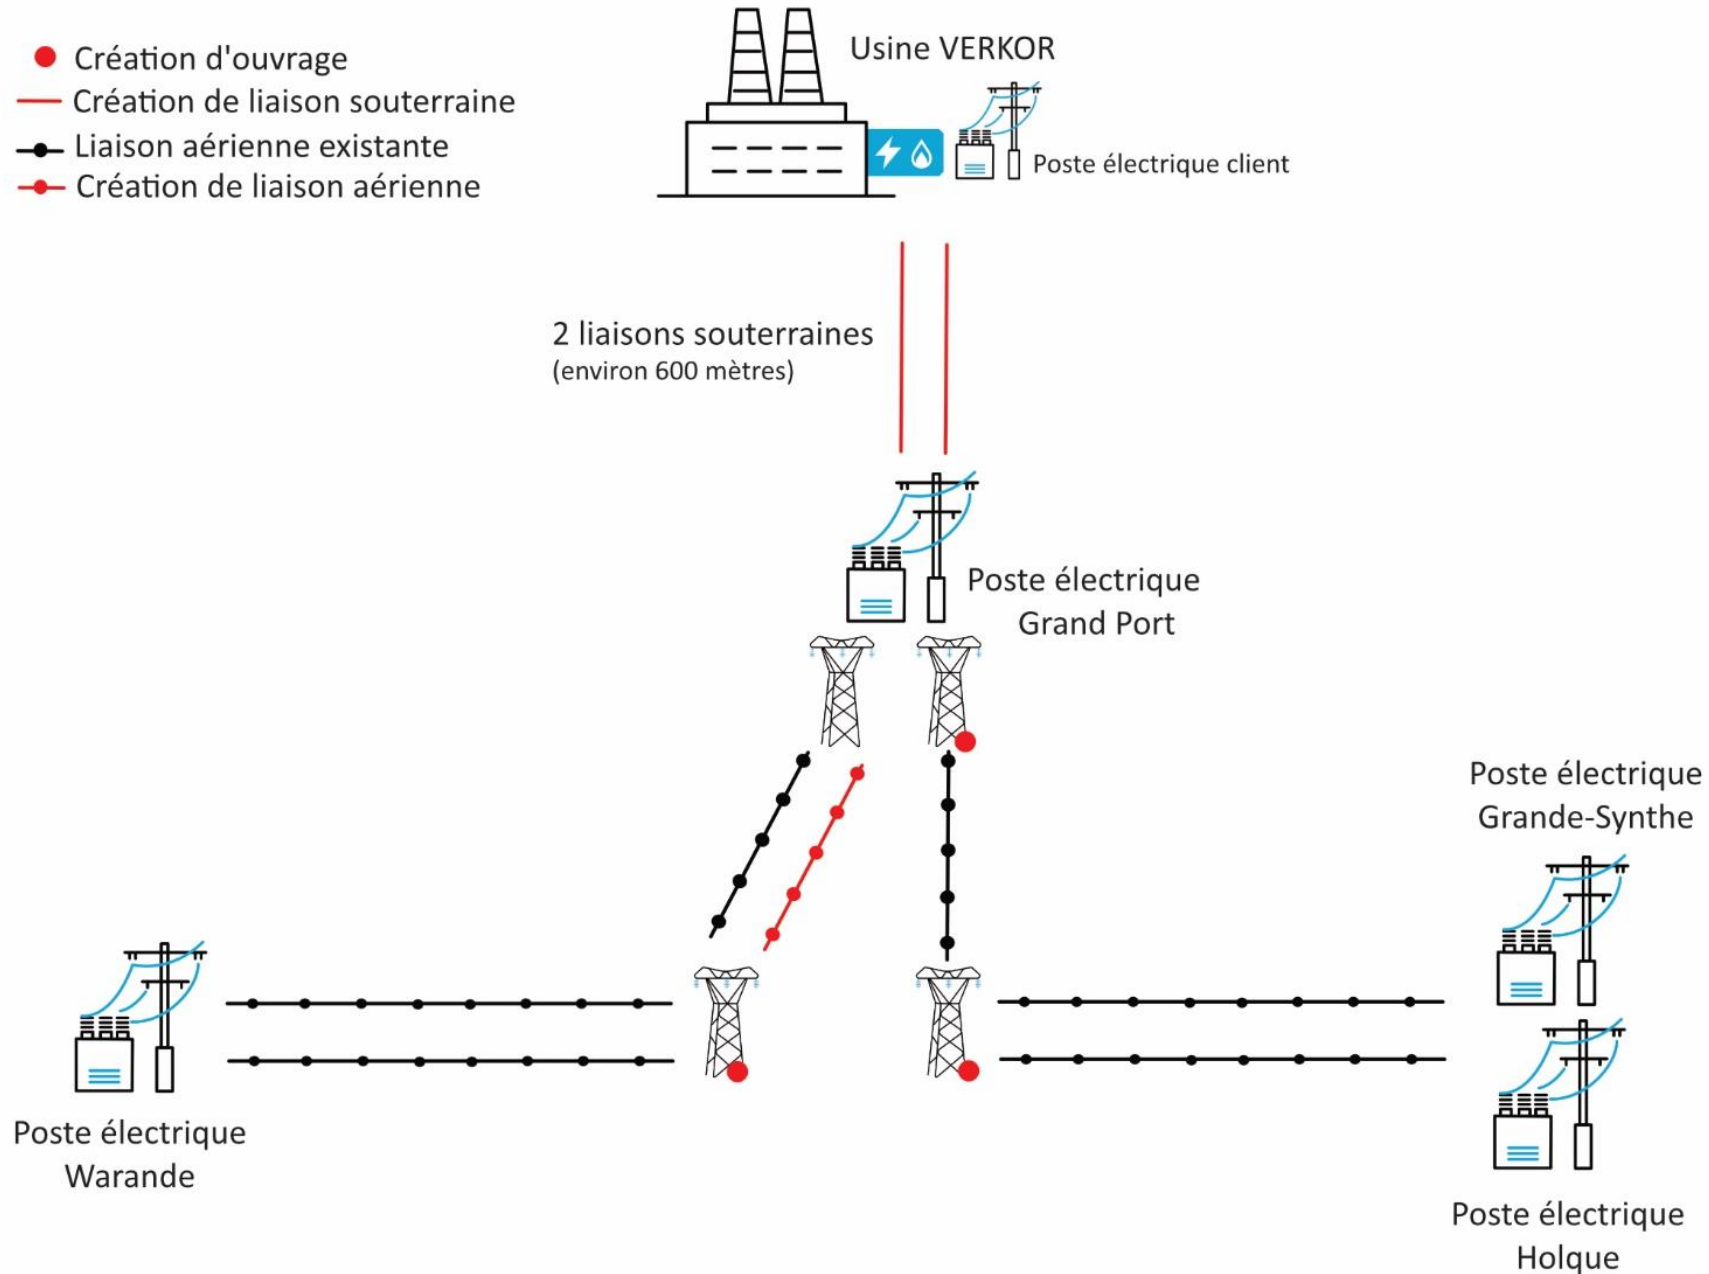 Création d'ouvrage
Création de liaison souterraine
Liaison aérienne existante
Création de liaison aérienne
Usine VERKOR
Poste électrique client
2 liaisons souterraines
(environ 600 mètres)
Poste électrique
Grand Port
Poste électrique
Grande-Synthe
Poste électrique
Warande
Poste électrique
Holque